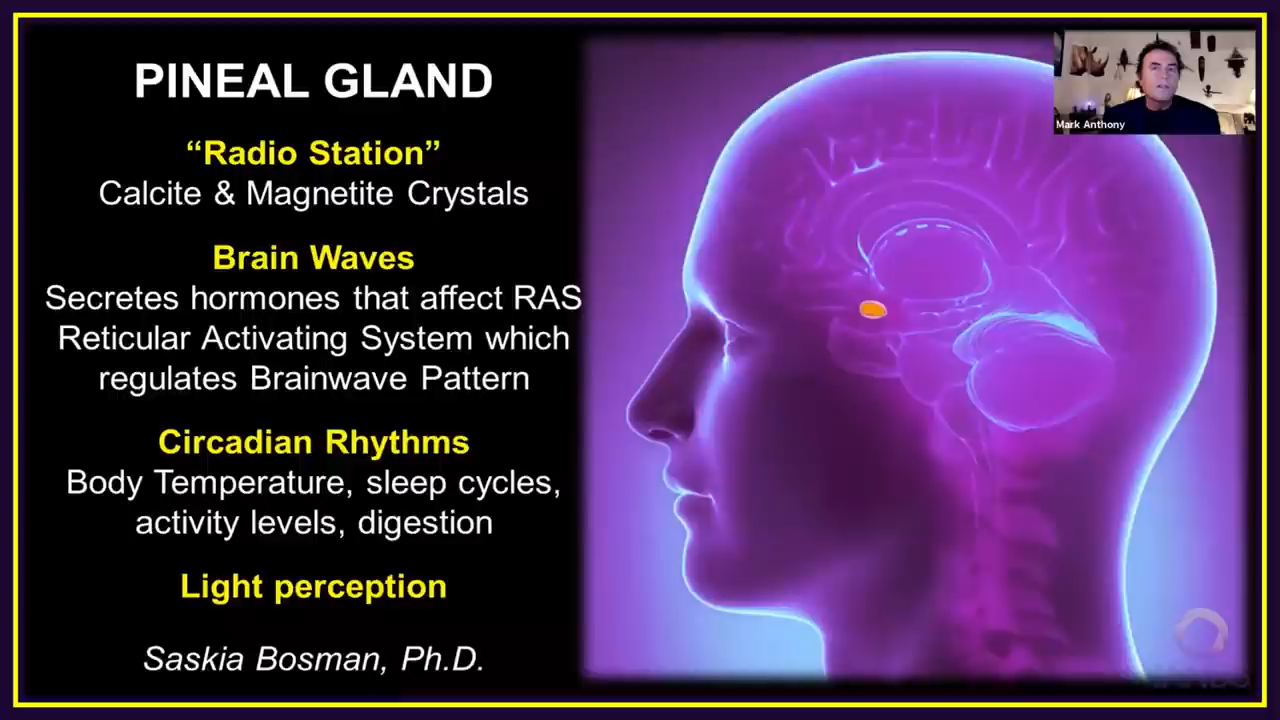 PINEAL GLAND
“Radio Station”
Calcite & Magnetite Crystals
Brain Waves
Secretes hormones that affect RAS
Reticular Activating System which
regulates Brainwave Pattern
Circadian Rhythms
Body Temperature, sleep cycles,
activity levels, digestion
Light perception
Saskia Bosman, Ph.D.
Mark Anthony